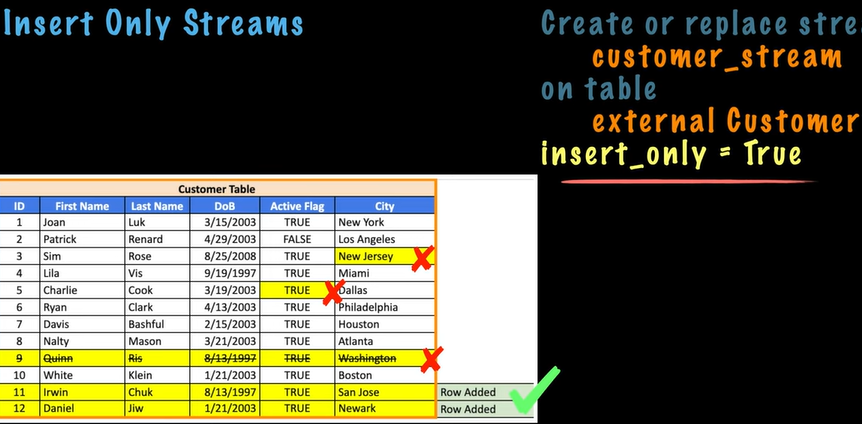 Insert Only Streams
Create or replace
customer_stream
on table
external Customer
insert_only = True
Customer Table
ID First Name Last Name DoB Active Flag City
1 Joan Luk 3/15/2003 TRUE New York
2 Patrick Renard 4/29/2003 FALSE Los Angeles
3 Sim Rose 8/25/2008 TRUE New Jersey
4 Lila Vis 9/19/1997 TRUE Miami
5 Charlie Cook 3/19/2003 TRUE Dallas
6 Ryan Clark 4/13/2003 TRUE Philadelphia
7 Davis Bashful 2/15/2003 TRUE Houston
8 Nalty Mason 3/21/2003 TRUE Atlanta
9 Quinn Ris 8/13/1997 TRUE Washington
10 White Klein 1/21/2003 TRUE Boston
11 Irwin Chuk 8/13/1997 TRUE San Jose Row Added
12 Daniel Jiw 1/21/2003 TRUE Newark Row Added